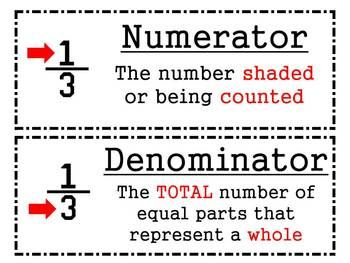 1
3
Numerator
The number shaded
or being counted
1
3
Denominator
The TOTAL number of
equal parts that
represent a whole